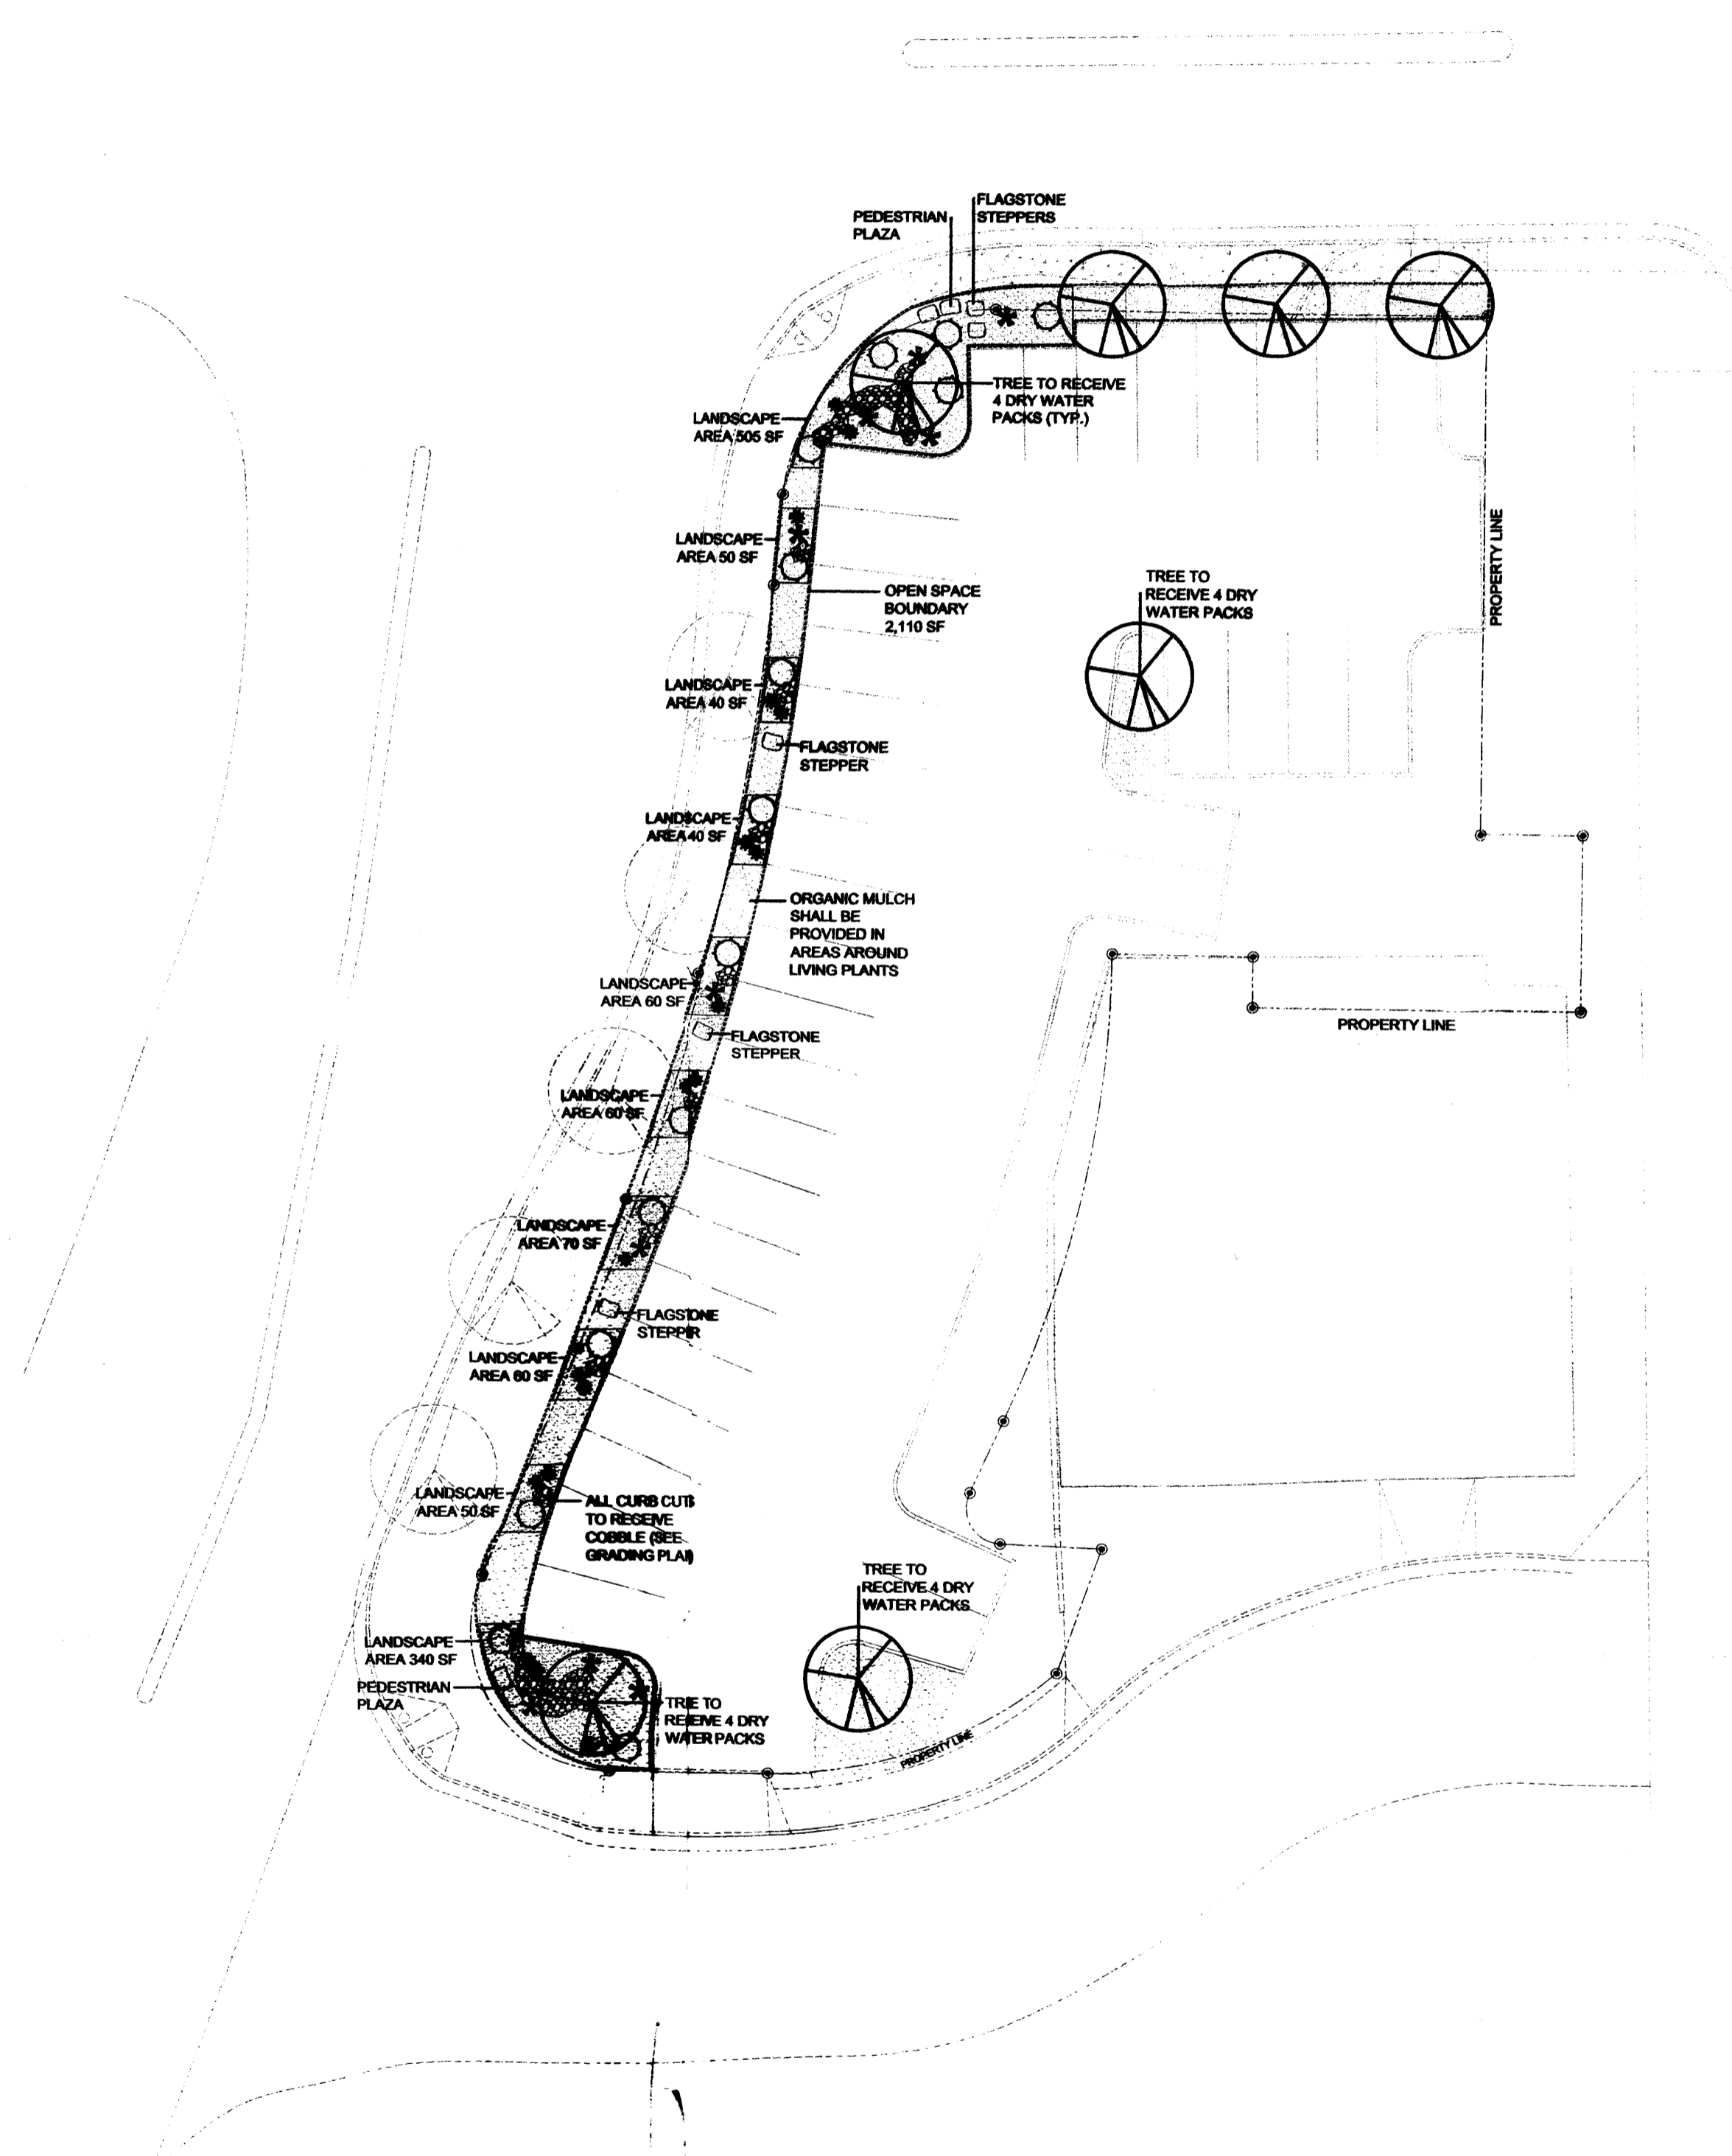 FLAGSTONE
STEPPERS
PEDESTRIAN
PLAZA
TREE TO RECEIVE
4 DRY WATER
PACKS (TYP.)
LANDSCAPE
AREA 505 SF
LANDSCAPE
AREA 50 SF
OPEN SPACE
BOUNDARY
2,110 SF
TREE TO
RECEIVE 4 DRY
WATER PACKS
PROPERTY LINE
LANDSCAPE
AREA 40 SF
FLAGSTONE
STEPPER
LANDSCAPE
AREA 40 SF
ORGANIC MULCH
SHALL BE
PROVIDED IN
AREAS AROUND
LIVING PLANTS
LANDSCAPE
AREA 60 SF
FLAGSTONE
STEPPER
PROPERTY LINE
LANDSCAPE
AREA 60 SF
LANDSCAPE
AREA 70 SF
FLAGSTONE
STEPPER
LANDSCAPE
AREA 60 SF
LANDSCAPE
AREA 50 SF
ALL CURB CUTS
TO RECEIVE
COBBLE (SEE
GRADING PLAN)
TREE TO
RECEIVE 4 DRY
WATER PACKS
LANDSCAPE
AREA 340 SF
PEDESTRIAN
PLAZA
TREE TO
RECEIVE 4 DRY
WATER PACKS
PROPERTY LINE